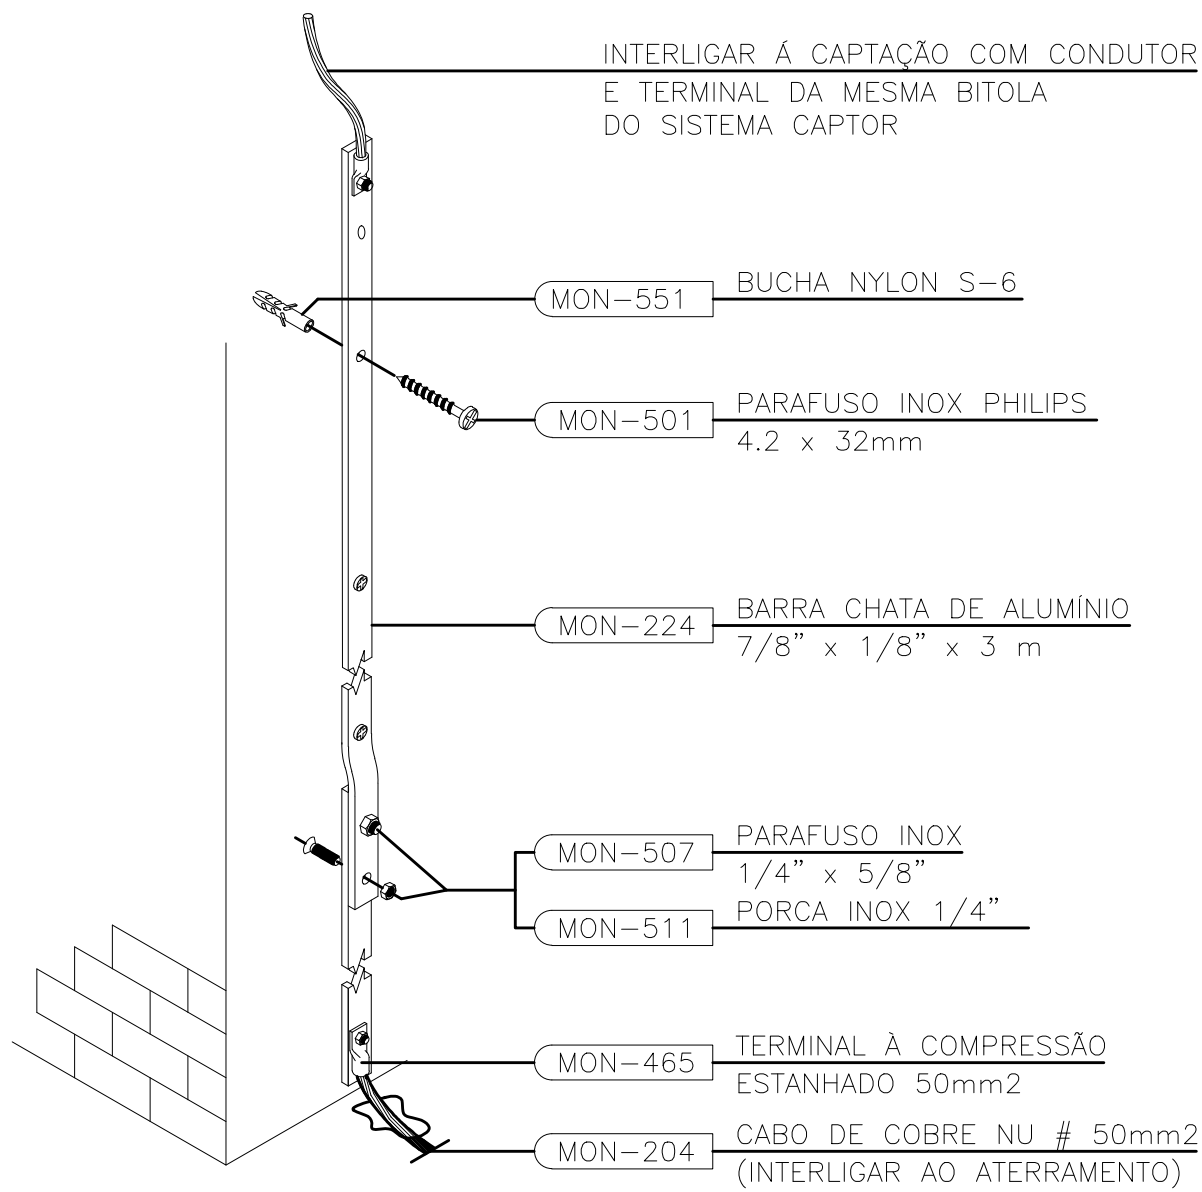 INTERLIGAR Á CAPTAÇÃO COM CONDUTOR
E TERMINAL DA MESMA BITOLA
DO SISTEMA CAPTOR
MON-551 BUCHA NYLON S-6
MON-501 PARAFUSO INOX PHILIPS
4.2 x 32mm
MON-224 BARRA CHATA DE ALUMÍNIO
7/8" x 1/8" x 3 m
MON-507 PARAFUSO INOX
1/4" x 5/8"
MON-511 PORCA INOX 1/4"
MON-465 TERMINAL À COMPRESSÃO
ESTANHADO 50mm2
MON-204 CABO DE COBRE NU # 50mm2
(INTERLIGAR AO ATERRAMENTO)